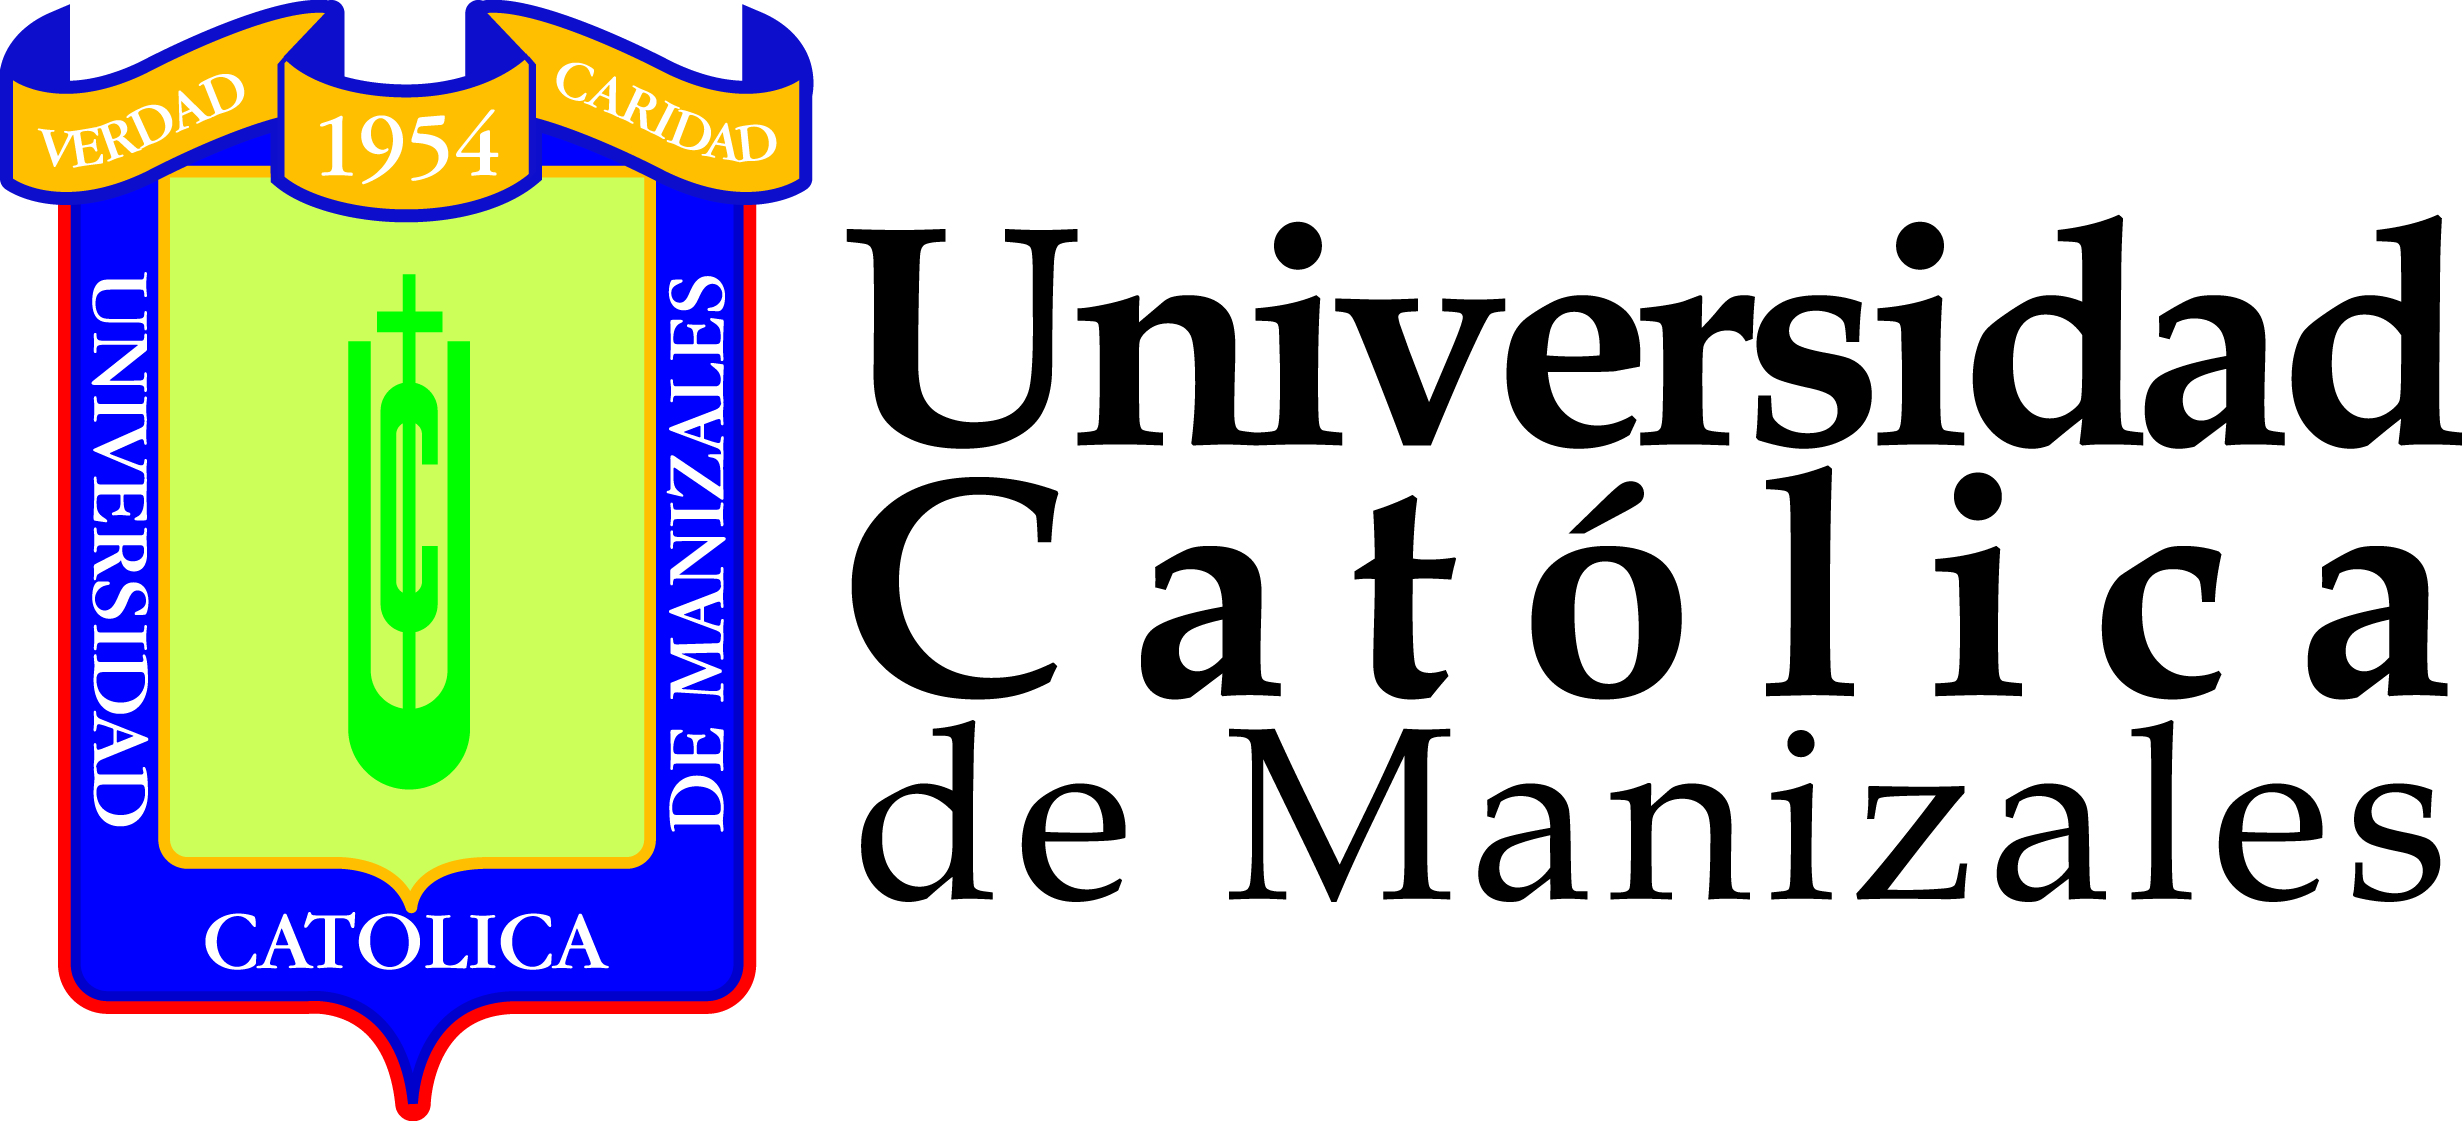 VERDAD
1954
CARIDAD
UNIVERSIDAD
CATOLICA
DE MANIZALES
Universidad
Católica
de Manizales